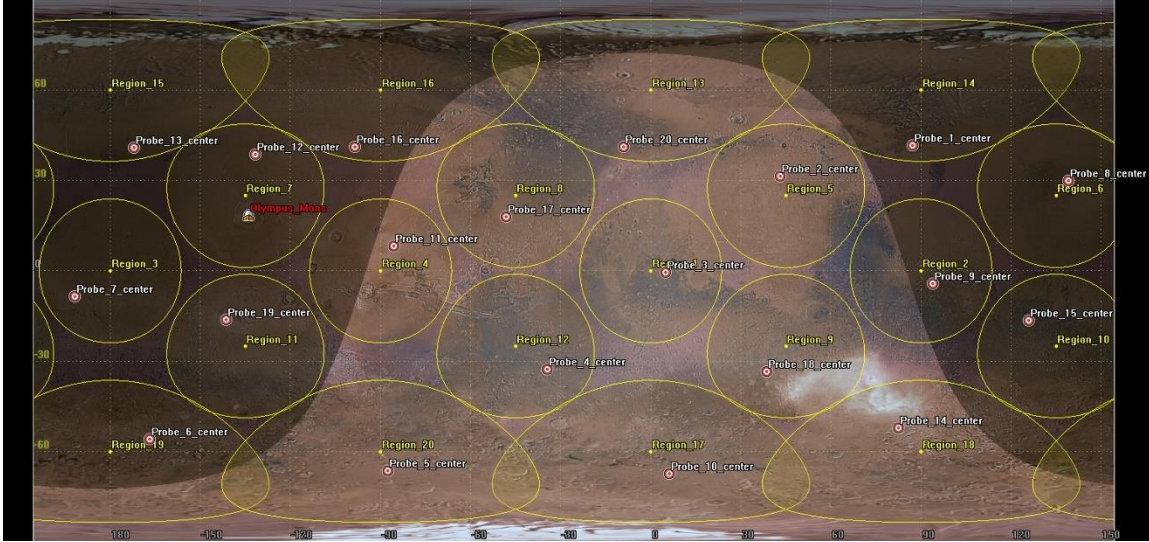 60
Region_15
Region_16
Region_13
Region_14
Probe_13_center
Probe_12_center
Probe_16_center
Probe_20_center
Probe_1_center
30
Region_7
Region_8
Probe_2_center
Region_5
Probe_8_center
Region_6
Olympus_Mons
Probe_17_center
Probe_11_center
0
Region_3
Region_4
Probe_3_center
Region_2
Probe_7_center
Probe_9_center
Probe_19_center
Probe_15_center
Region_11
Region_12
Region_9
Region_10
-30
Probe_4_center
Probe_18_center
Probe_6_center
Probe_14_center
-60
Region_19
Region_20
Region_17
Region_18
Probe_5_center
Probe_10_center
180 -150 -120 -90 -60 -30 0 30 60 90 120 150